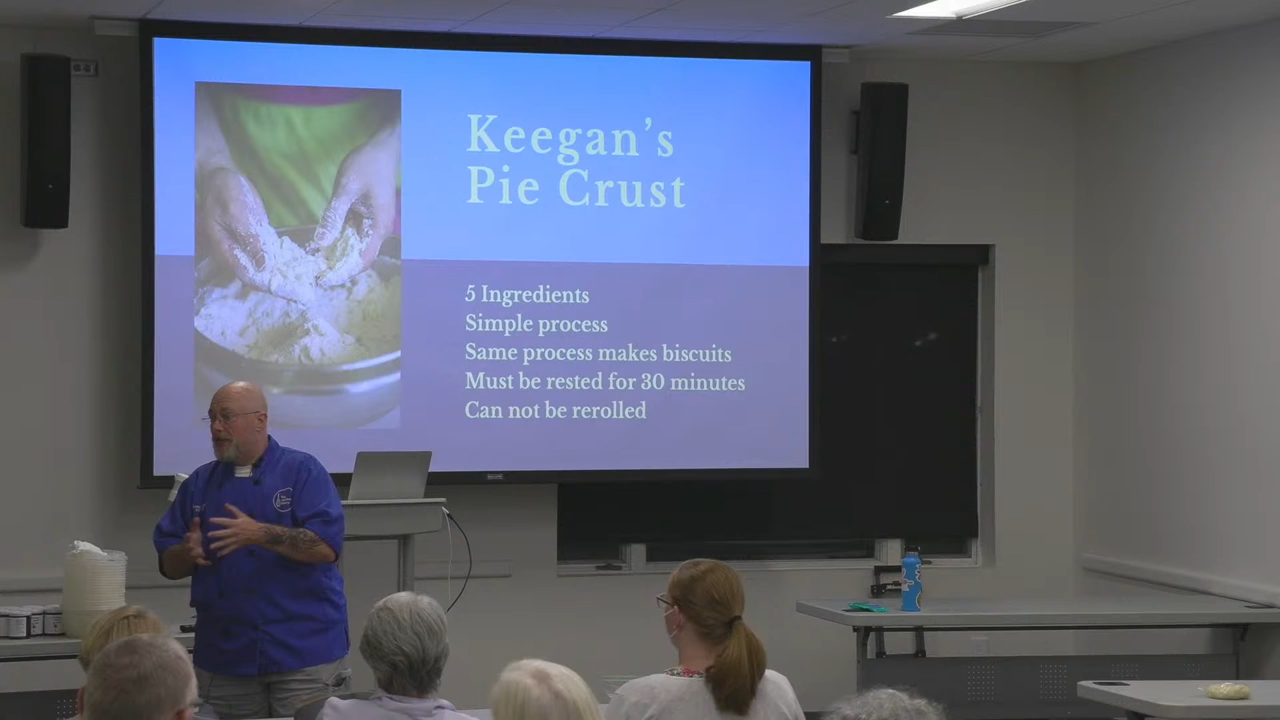 Keegan's
Pie Crust
5 Ingredients
Simple process
Same process makes biscuits
Must be rested for 30 minutes
Can not be rerolled